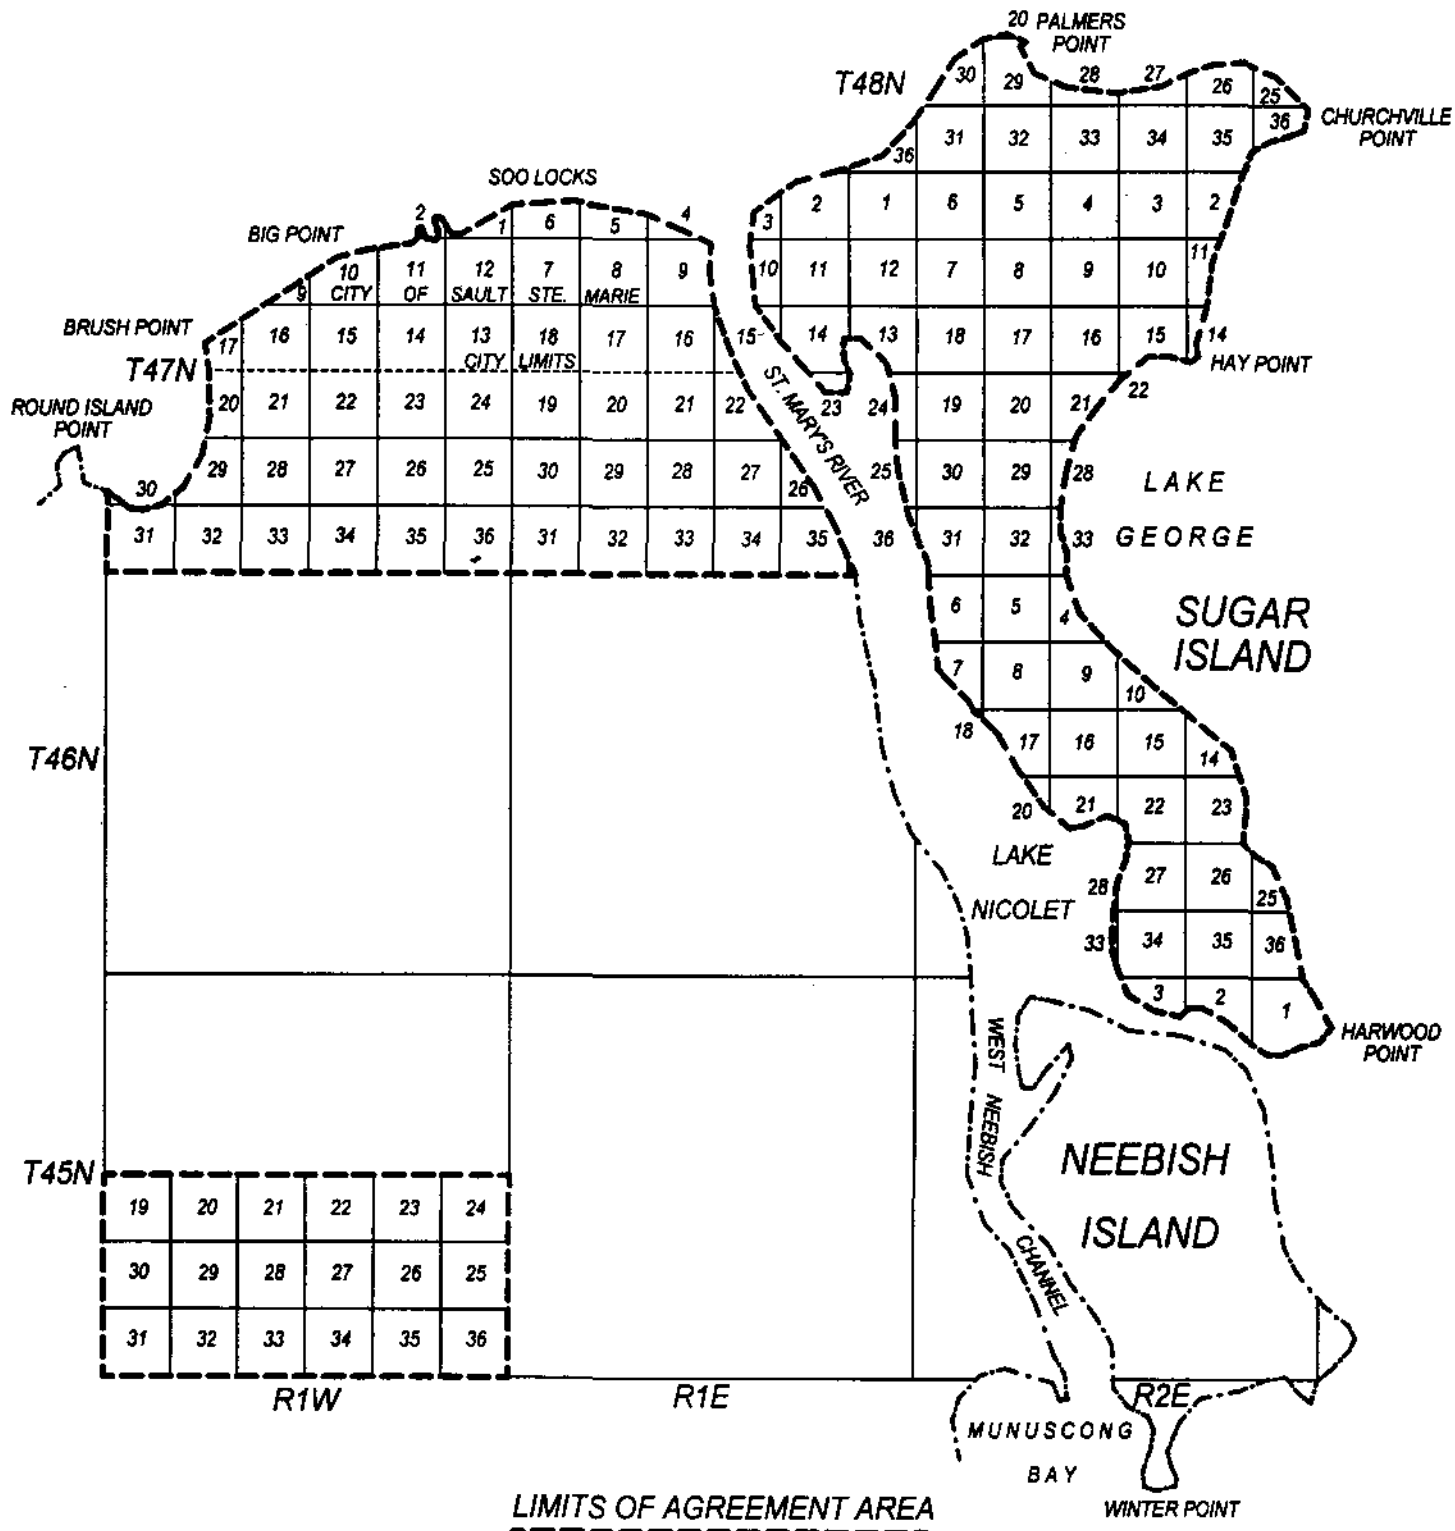 20 PALMERS
POINT
T48N
30 29 28 27 26 25
CHURCHVILLE
POINT
36 31 32 33 34 35 36
SOO LOCKS
3 2 1 6 5 4 3 2
BIG POINT
2 1 6 5 4
10 11 12 7 8 9 10 11
9 10 11 12 7 8 9
CITY OF SAULT STE. MARIE
BRUSH POINT
14 13 18 17 16 15 14
HAY POINT
17 16 15 14 13 18 17 16 15
CITY LIMITS
T47N
ST. MARY'S RIVER
20 21 22 23 24 19 20 21 22
23 24 19 20 21 22
ROUND ISLAND
POINT
30 29 28 27 26 25 30 29 28 27 26
25 30 29 28
LAKE
GEORGE
31 32 33 34 35 36 31 32 33 34 35
36 31 32 33
SUGAR
ISLAND
6 5 4
7 8 9 10
T46N
18 17 16 15 14
20 21 22 23
LAKE
NICOLET
28 27 26 25
33 34 35 36
3 2 1
HARWOOD
POINT
WEST NEEBISH CHANNEL
NEEBISH
ISLAND
T45N
19 20 21 22 23 24
30 29 28 27 26 25
31 32 33 34 35 36
R1W R1E R2E
MUNUSCONG
BAY
WINTER POINT
LIMITS OF AGREEMENT AREA